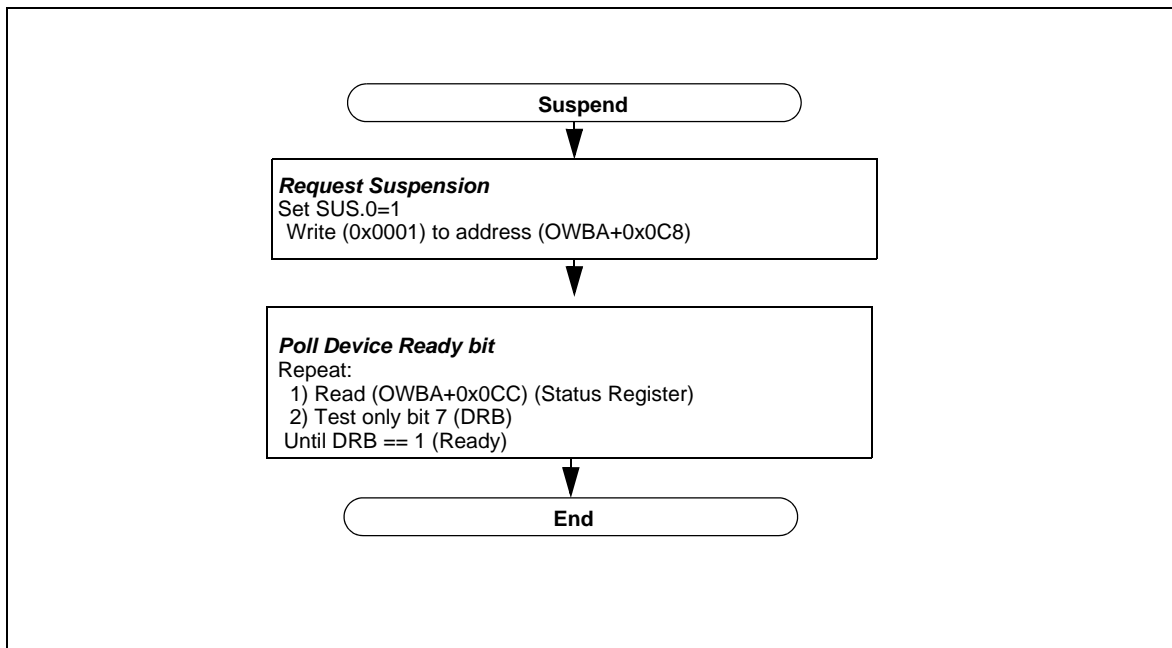 Suspend
Request Suspension
Set SUS.0=1
Write (0x0001) to address (OWBA+0x0C8)
Poll Device Ready bit
Repeat:
1) Read (OWBA+0x0CC) (Status Register)
2) Test only bit 7 (DRB)
Until DRB == 1 (Ready)
End